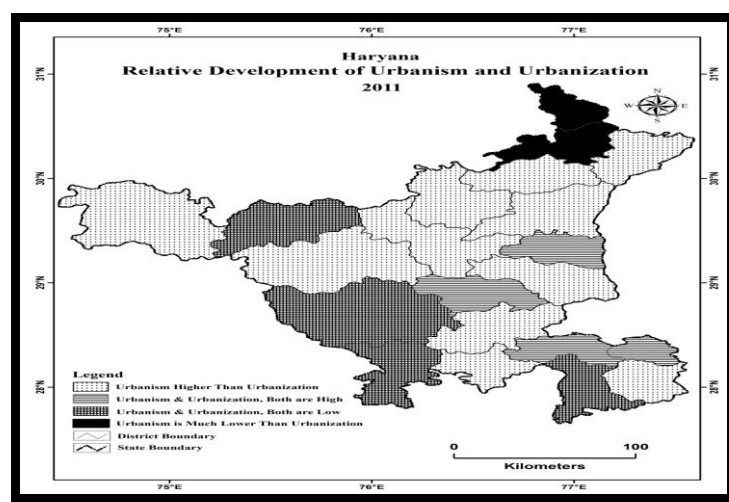 75°E 76°E 77°E
Haryana
Relative Development of Urbanism and Urbanization
2011
N
W E
S
31°N 31°N
30°N 30°N
29°N 29°N
28°N 28°N
Legend
Urbanism Higher Than Urbanization
Urbanism & Urbanization, Both are High
Urbanism & Urbanization, Both are Low
Urbanism is Much Lower Than Urbanization
District Boundary
State Boundary
0 100
Kilometers
75°E 76°E 77°E